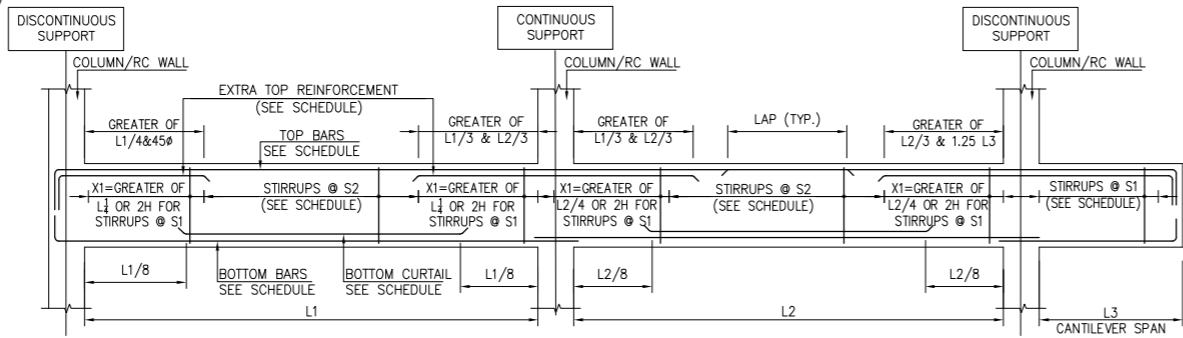 DISCONTINUOUS
SUPPORT
CONTINUOUS
SUPPORT
DISCONTINUOUS
SUPPORT
COLUMN/RC WALL
COLUMN/RC WALL
COLUMN/RC WALL
EXTRA TOP REINFORCEMENT
(SEE SCHEDULE)
GREATER OF
L1/4&45ø
TOP BARS
SEE SCHEDULE
GREATER OF
L1/3 & L2/3
GREATER OF
L1/3 & L2/3
LAP (TYP.)
GREATER OF
L2/3 & 1.25 L3
X1=GREATER OF
L1/4 OR 2H FOR
STIRRUPS @ S1
STIRRUPS @ S2
(SEE SCHEDULE)
X1=GREATER OF
L1/4 OR 2H FOR
STIRRUPS @ S1
X1=GREATER OF
L2/4 OR 2H FOR
STIRRUPS @ S1
STIRRUPS @ S2
(SEE SCHEDULE)
X1=GREATER OF
L2/4 OR 2H FOR
STIRRUPS @ S1
STIRRUPS @ S1
(SEE SCHEDULE)
L1/8
BOTTOM BARS
SEE SCHEDULE
BOTTOM CURTAIL
SEE SCHEDULE
L1/8
L2/8
L2/8
L1
L2
L3
CANTILEVER SPAN